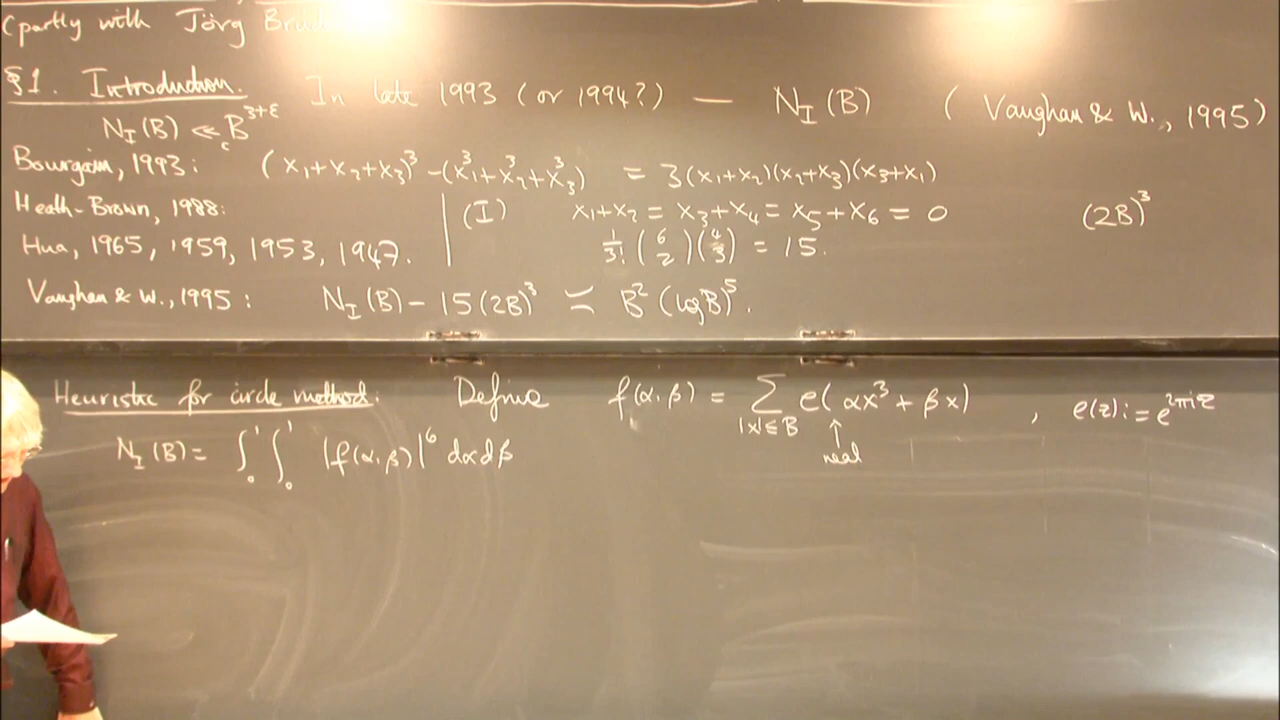 (partly with Jörg
§1. Introduction. In late 1993 (or 1994?) — N_I(B) (Vaughan & W., 1995)
N_I(B) ≪_ε B^{3+ε}
Bourgain, 1993: (x_1+x_2+x_3)^3 - (x_1^3+x_2^3+x_3^3) = 3(x_1+x_2)(x_2+x_3)(x_3+x_1)
Heath-Brown, 1988: (I) x_1+x_2 = x_3+x_4 = x_5+x_6 = 0 (2B)^3
Hua, 1965, 1959, 1953, 1947. \frac{1}{3!} \binom{6}{2} \binom{4}{3} = 15.
Vaughan & W., 1995: N_I(B) - 15(2B)^3 ≍ B^2 (log B)^5.
Heuristic for circle method: Define f(α,β) = ∑_{|x|≤B} e(αx^3 + βx) , e(z) := e^{2πiz}
↑
real
N_I(B) = ∫_0^1 ∫_0^1 |f(α,β)|^6 dα dβ